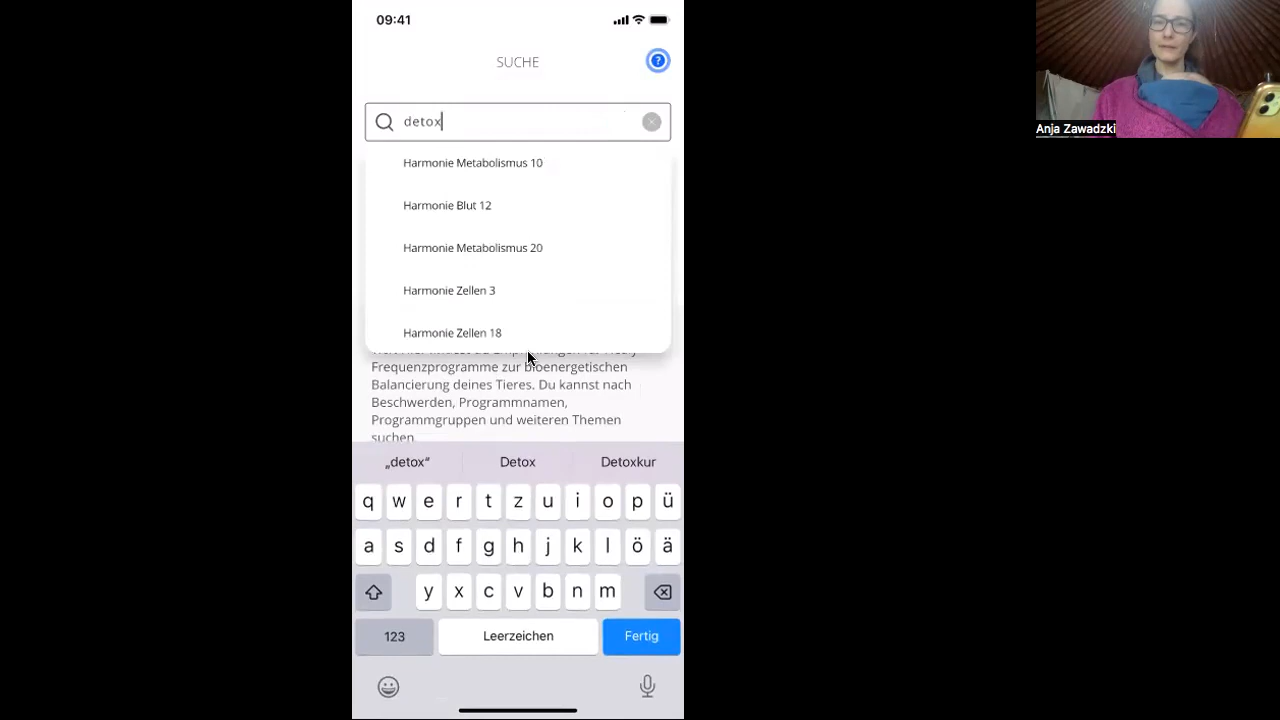 09:41
SUCHE
?
detox
Harmonie Metabolismus 10
Harmonie Blut 12
Harmonie Metabolismus 20
Harmonie Zellen 3
Harmonie Zellen 18
Frequenzprogramme zur bioenergetischen
Balancierung deines Tieres. Du kannst nach
Beschwerden, Programmnamen,
Programmgruppen und weiteren Themen
suchen
„detox“ Detox Detoxkur
q w e r t z u i o p ü
a s d f g h j k l ö ä
y x c v b n m
123 Leerzeichen Fertig
Anja Zawadzki